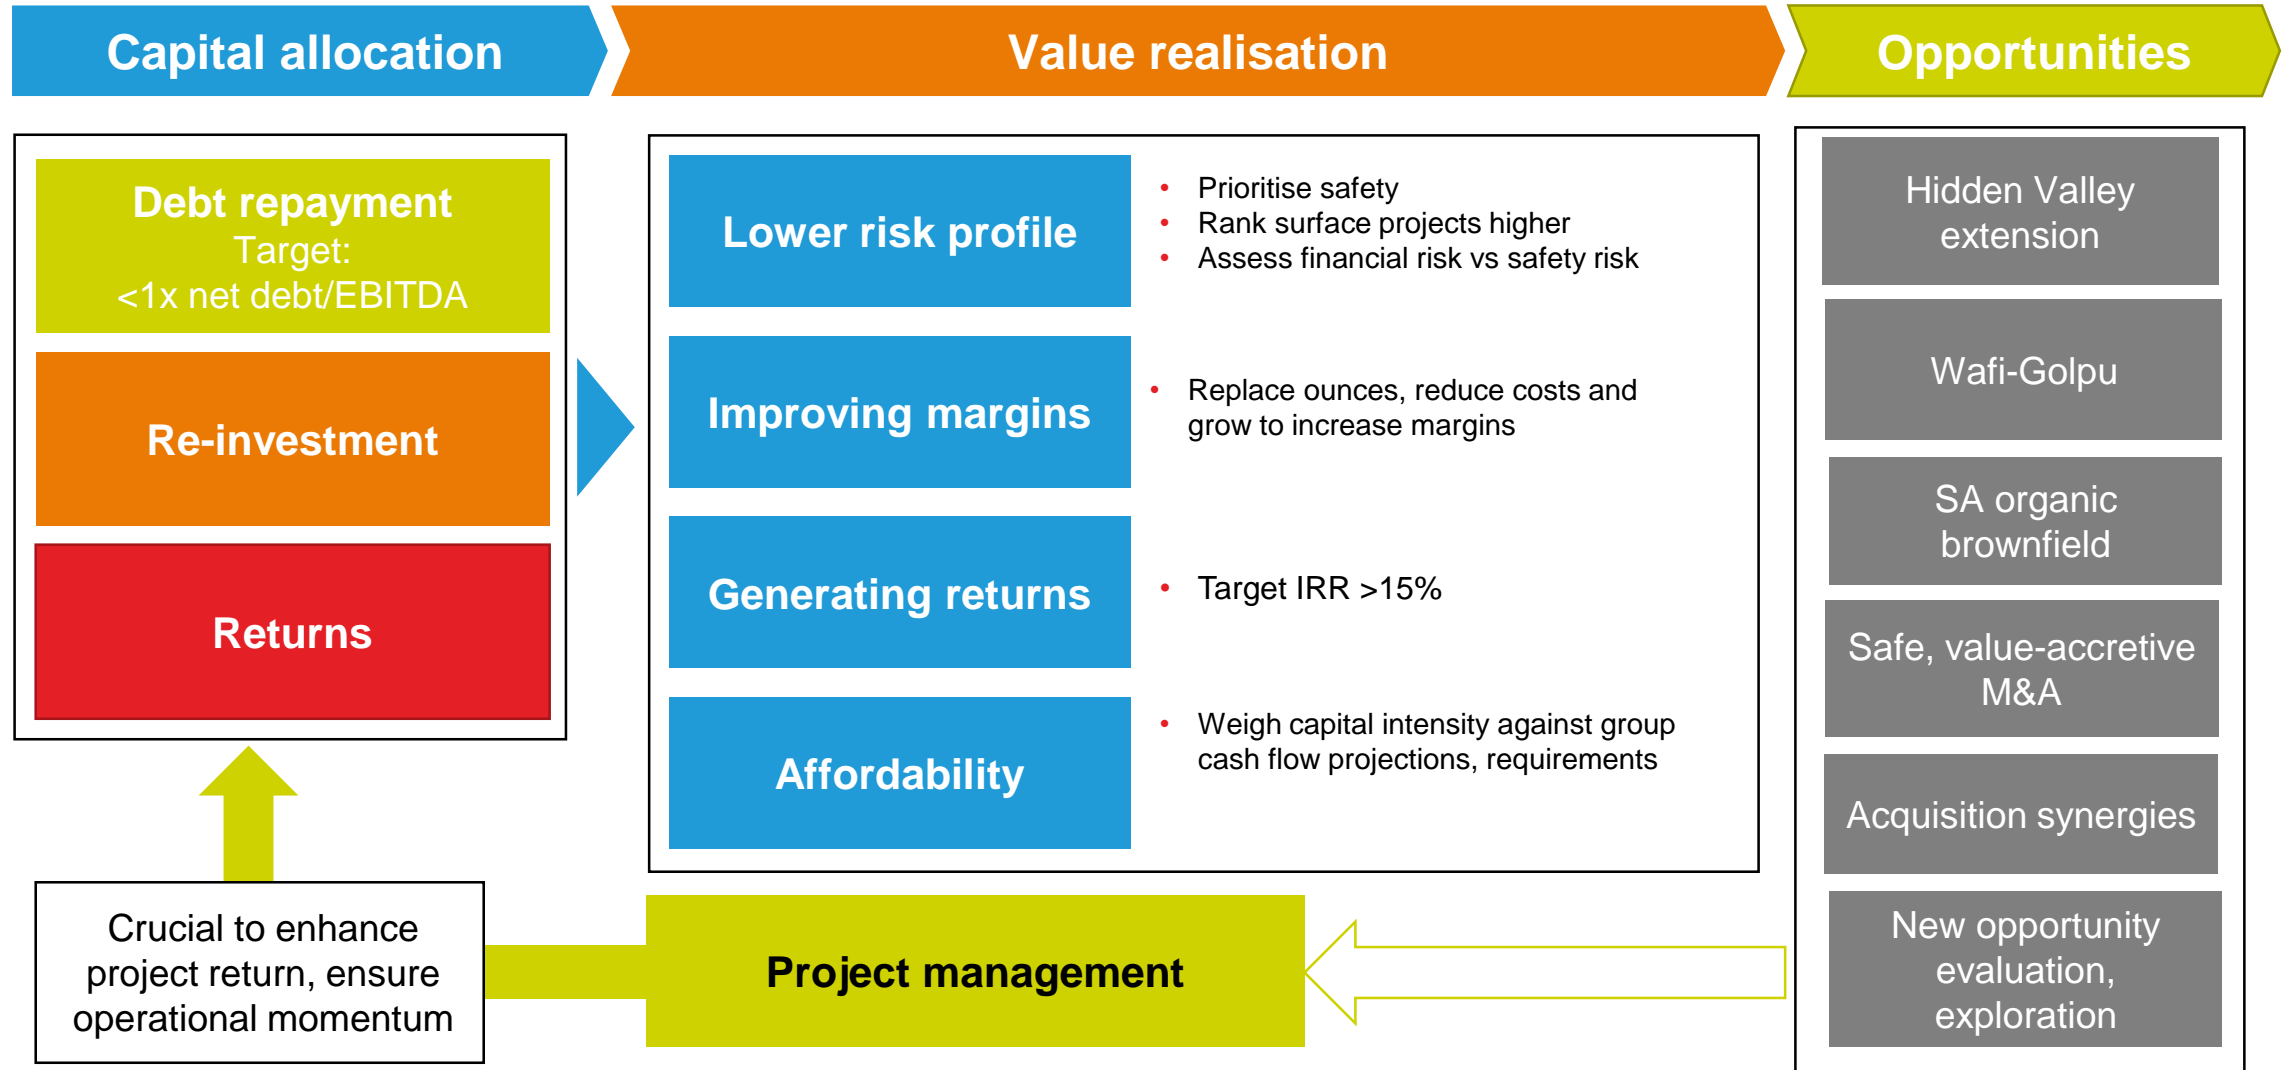 Capital allocation
Value realisation
Opportunities
Debt repayment
Target:
<1x net debt/EBITDA
Re-investment
Returns
Lower risk profile
• Prioritise safety
• Rank surface projects higher
• Assess financial risk vs safety risk
Improving margins
• Replace ounces, reduce costs and
grow to increase margins
Generating returns
• Target IRR >15%
Affordability
• Weigh capital intensity against group
cash flow projections, requirements
Hidden Valley
extension
Wafi-Golpu
SA organic
brownfield
Safe, value-accretive
M&A
Acquisition synergies
New opportunity
evaluation,
exploration
Project management
Crucial to enhance
project return, ensure
operational momentum